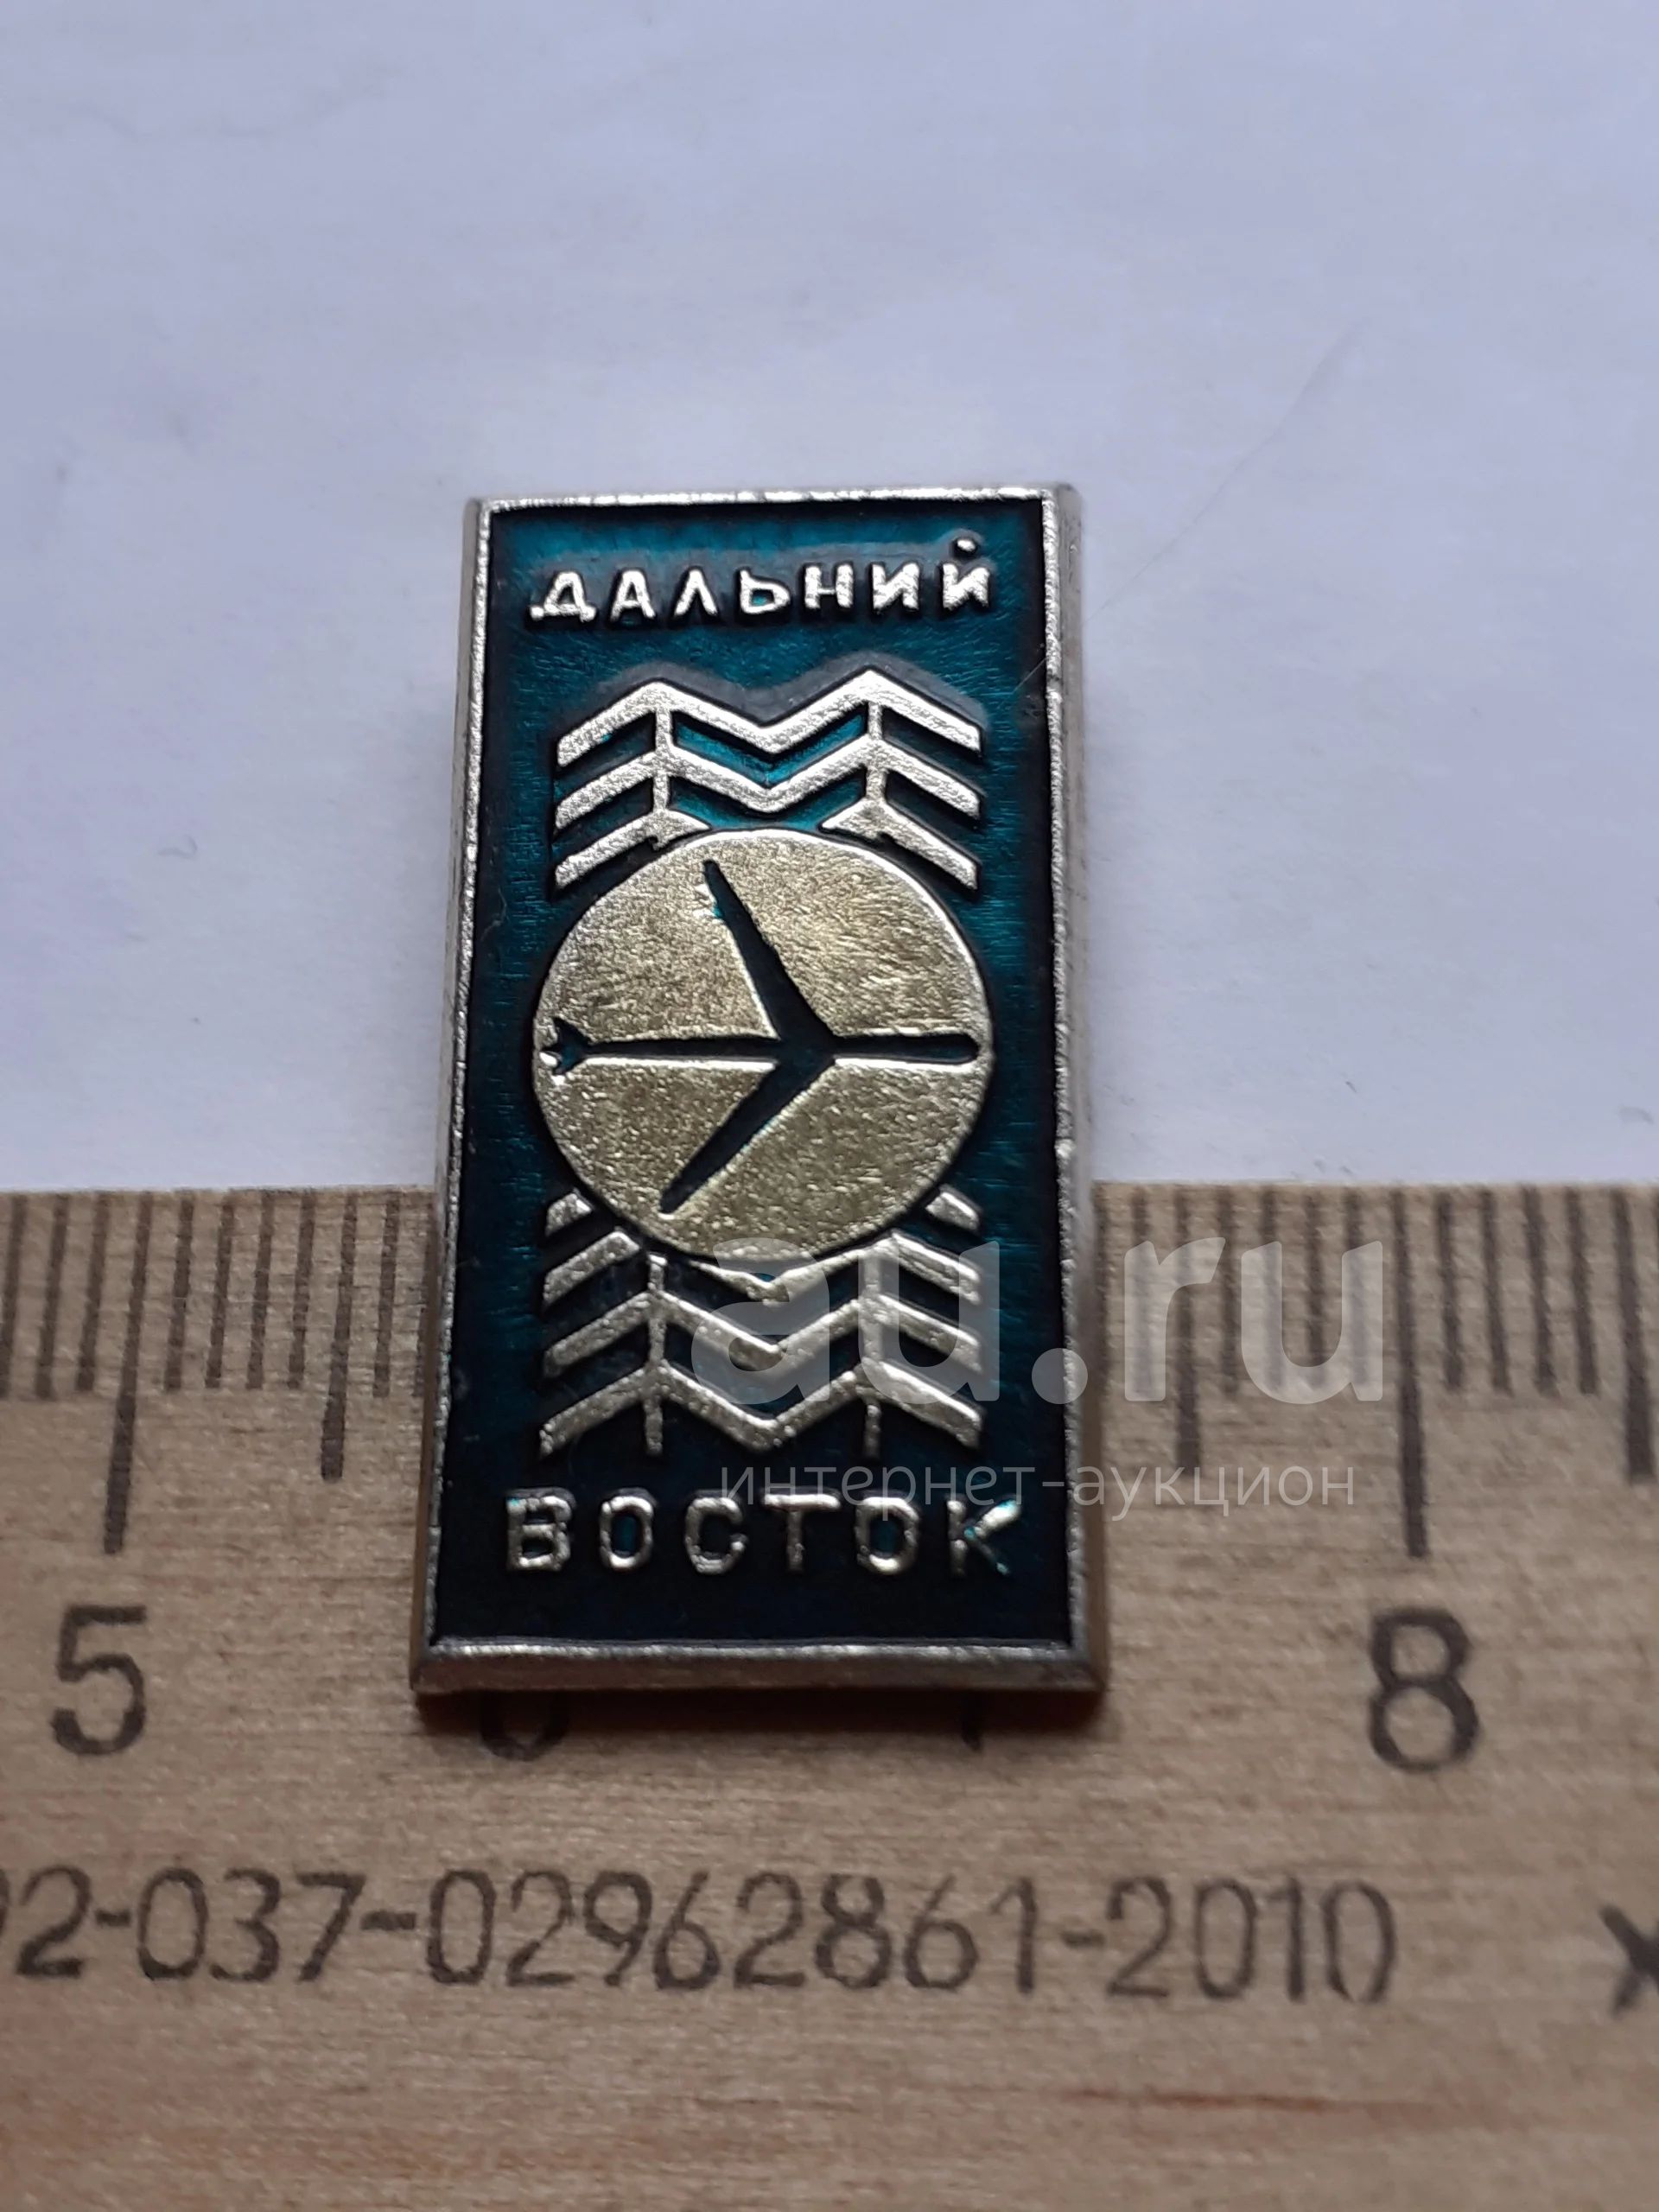 ДАЛЬНИЙ
au.ru
интернет-аукцион
ВОСТОК
5 8
2-037-02962861-2010